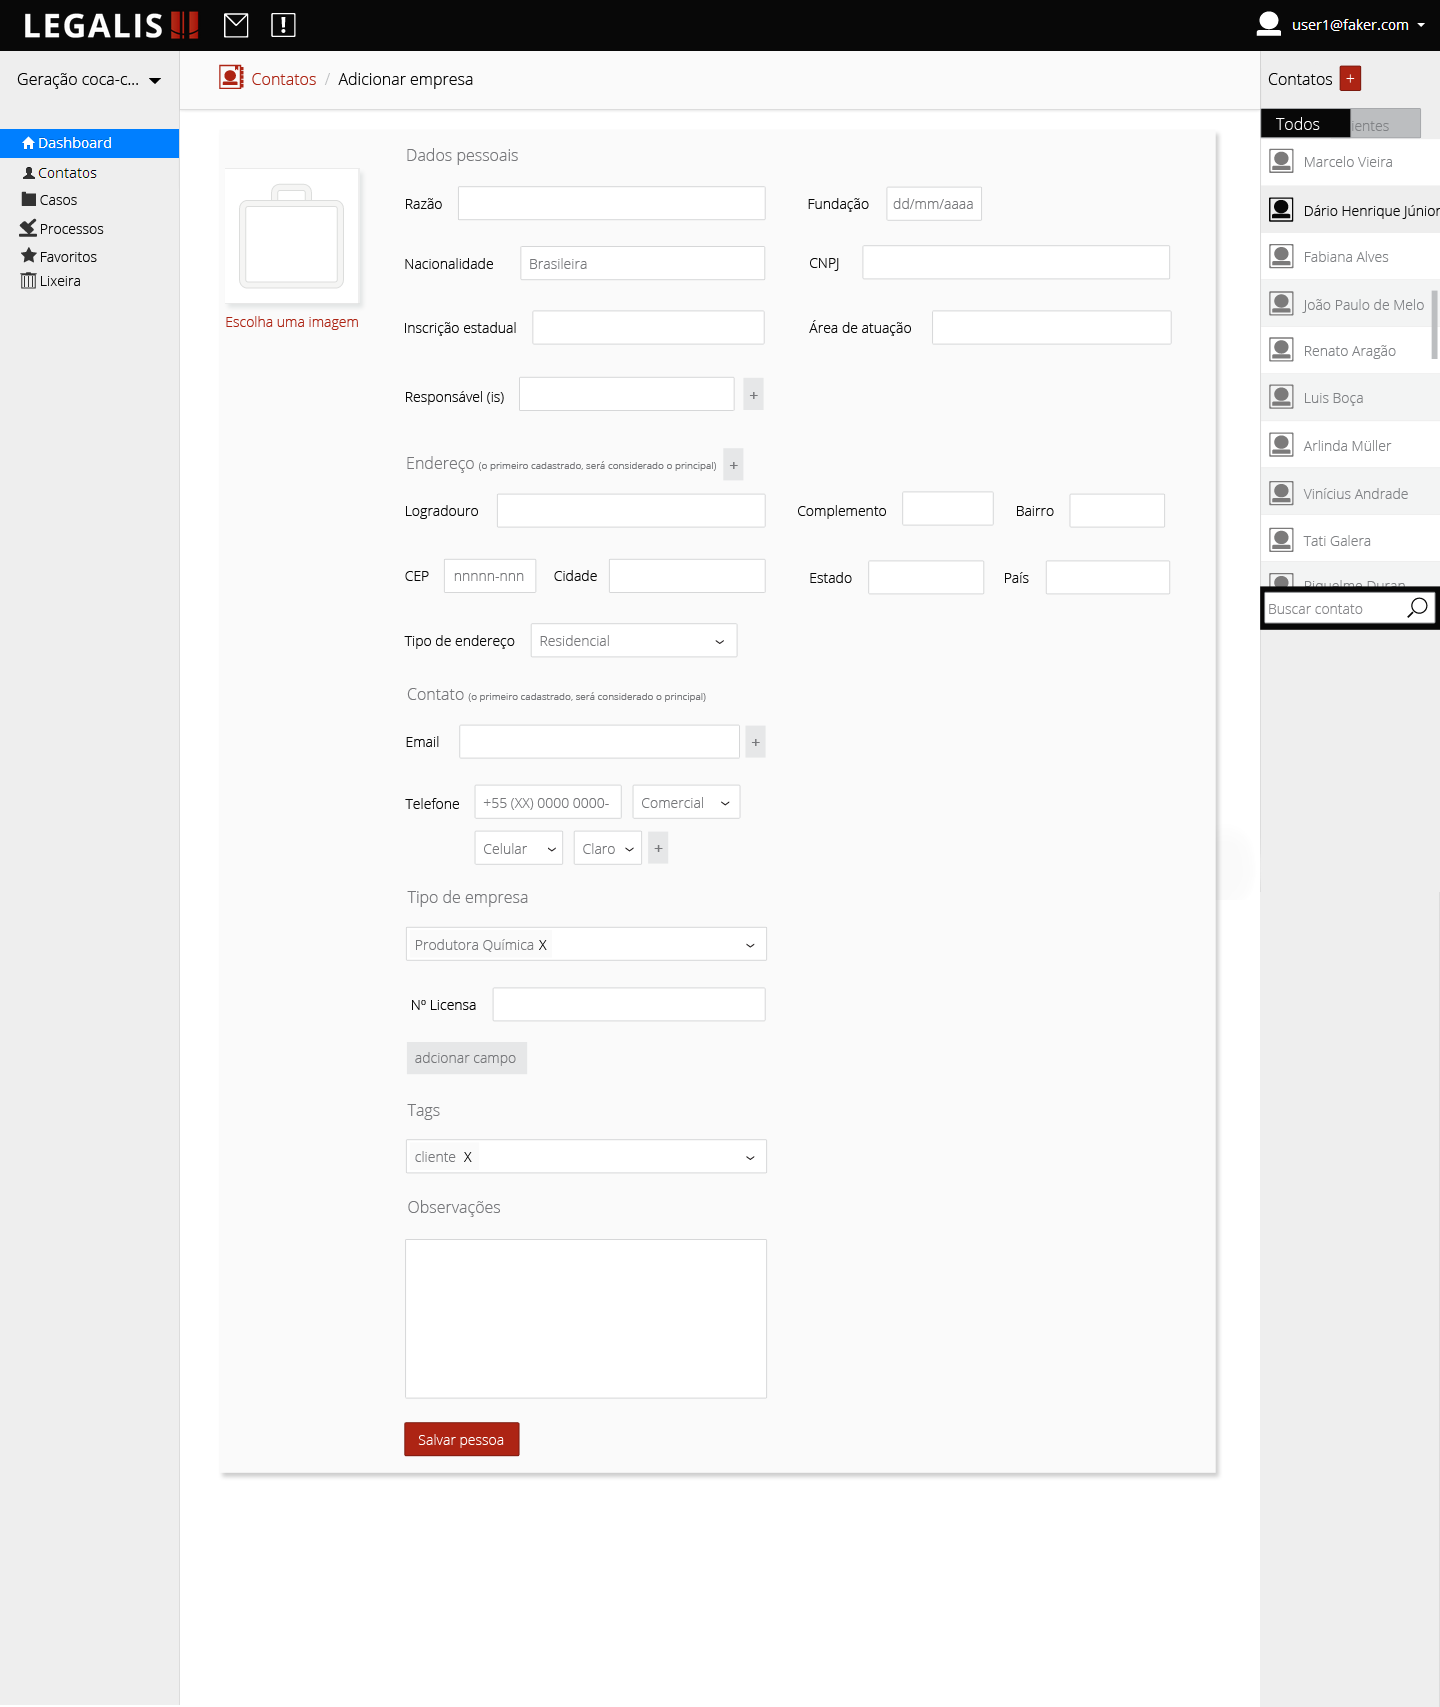 LEGALIS
user1@faker.com
Geração coca-c...
Contatos / Adicionar empresa
Contatos +
Dashboard
Contatos
Casos
Processos
Favoritos
Lixeira
Escolha uma imagem
Dados pessoais
Razão
Fundação dd/mm/aaaa
Nacionalidade Brasileira
CNPJ
Inscrição estadual
Área de atuação
Responsável (is) +
Endereço (o primeiro cadastrado, será considerado o principal) +
Logradouro
Complemento
Bairro
CEP nnnnn-nnn
Cidade
Estado
País
Tipo de endereço Residencial
Contato (o primeiro cadastrado, será considerado o principal)
Email +
Telefone +55 (XX) 0000 0000- Comercial
Celular Claro +
Tipo de empresa
Produtora Química X
Nº Licensa
adcionar campo
Tags
cliente X
Observações
Salvar pessoa
Todos
ientes
Marcelo Vieira
Dário Henrique Júnior
Fabiana Alves
João Paulo de Melo
Renato Aragão
Luis Boça
Arlinda Müller
Vinícius Andrade
Tati Galera
Riquelme Duran
Buscar contato